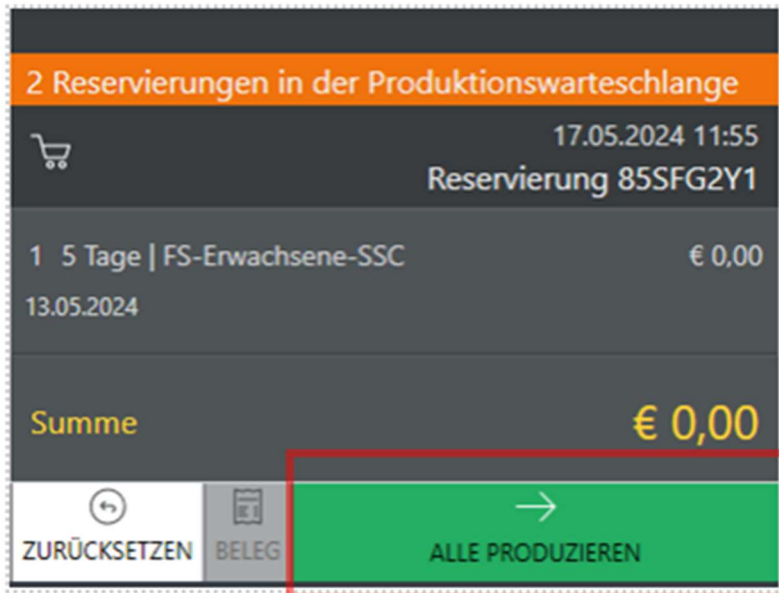 2 Reservierungen in der Produktionswarteschlange
17.05.2024 11:55
Reservierung 85SFG2Y1
1 5 Tage | FS-Erwachsene-SSC € 0,00
13.05.2024
Summe € 0,00
ZURÜCKSETZEN BELEG ALLE PRODUZIEREN